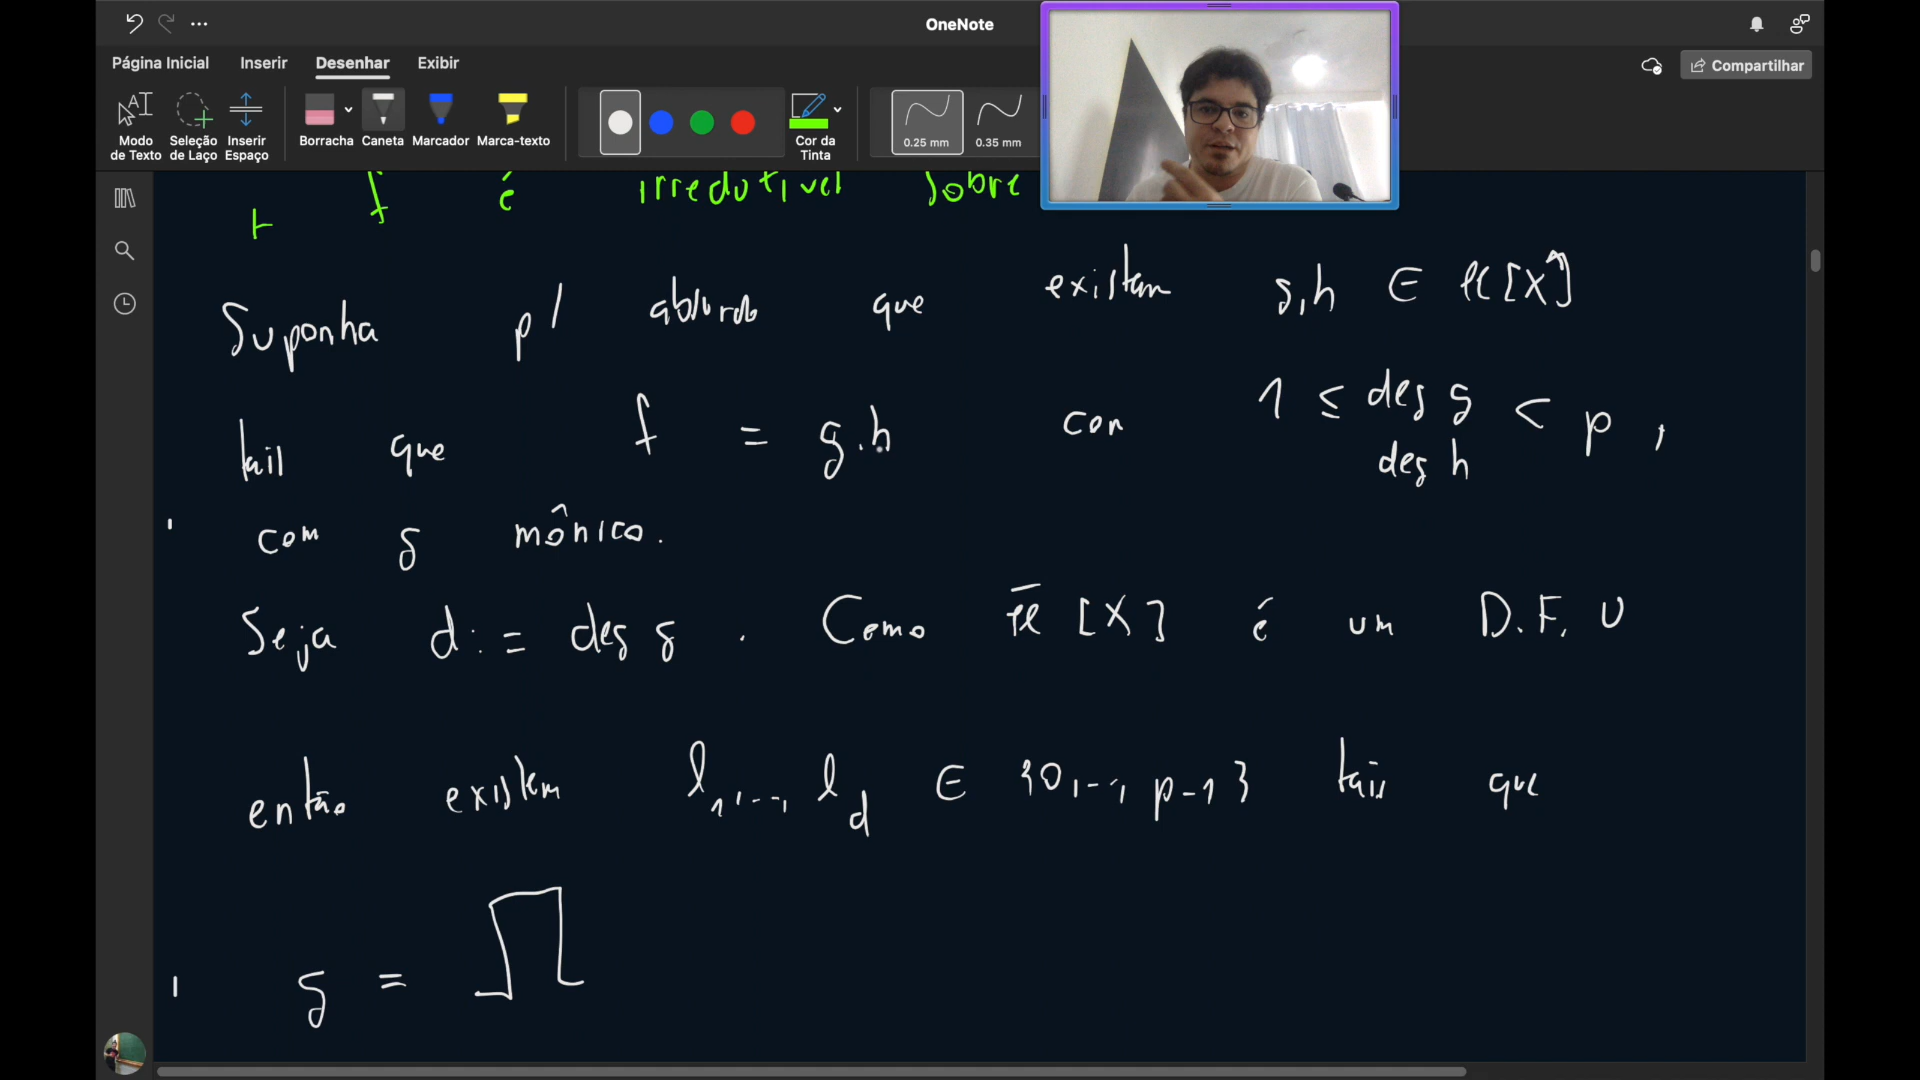 OneNote
Página Inicial Inserir Desenhar Exibir
Compartilhar
Modo de Texto Seleção de Laço Inserir Espaço Borracha Caneta Marcador Marca-texto Cor da Tinta 0.25 mm 0.35 mm
f é irredutível sobre
Suponha p/ absurdo que existam g,h ∈ K[X]
tais que f = g.h com 1 ≤ deg g < p ,
deg h
com g mônico.
Seja d := deg g . Como K̅[X] é um D.F.U
então existem l₁,..., l_d ∈ {0,..., p-1} tais que
g = ∏